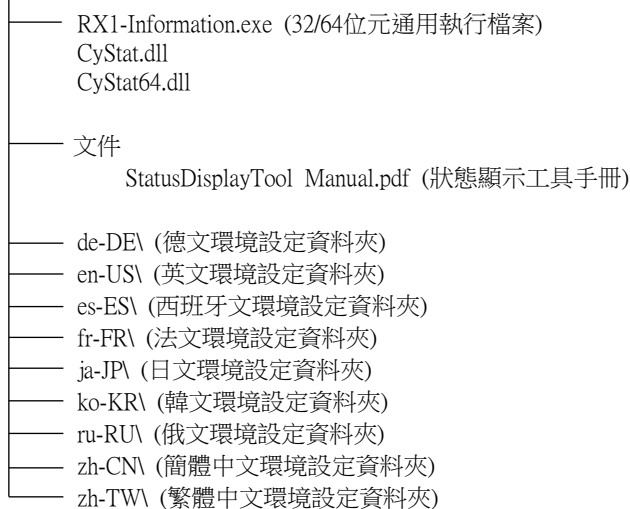 RX1-Information.exe (32/64位元通用執行檔案)
CyStat.dll
CyStat64.dll
文件
StatusDisplayTool Manual.pdf (狀態顯示工具手冊)
de-DE\ (德文環境設定資料夾)
en-US\ (英文環境設定資料夾)
es-ES\ (西班牙文環境設定資料夾)
fr-FR\ (法文環境設定資料夾)
ja-JP\ (日文環境設定資料夾)
ko-KR\ (韓文環境設定資料夾)
ru-RU\ (俄文環境設定資料夾)
zh-CN\ (簡體中文環境設定資料夾)
zh-TW\ (繁體中文環境設定資料夾)